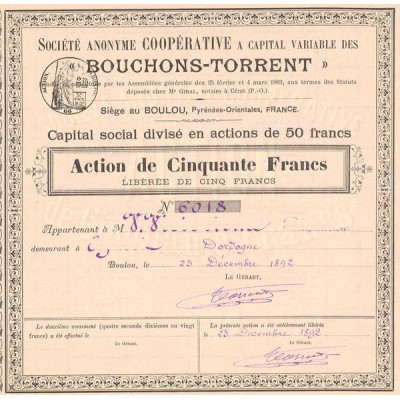 SOCIÉTÉ ANONYME COOPÉRATIVE A CAPITAL VARIABLE DES
« BOUCHONS-TORRENT »
par les Assemblées générales des 25 février et 4 mars 1883, aux termes des Statuts
déposés chez Me GIRAL, notaire à Céret (P.-O.)
Siège au BOULOU, Pyrénées-Orientales, FRANCE.
Capital social divisé en actions de 50 francs
Action de Cinquante Francs
LIBÉRÉE DE CINQ FRANCS
N° 6018
Appartenant à M
demeurant à Dordogne
Boulou, le 23 Décembre 1892
LE GÉRANT,
Le deuxième versement (quatre seconds dixièmes ou vingt
francs) a été effectué le
LE GÉRANT,
La présente action a été entièrement libérée
le 23 Décembre 1892
LE GÉRANT,